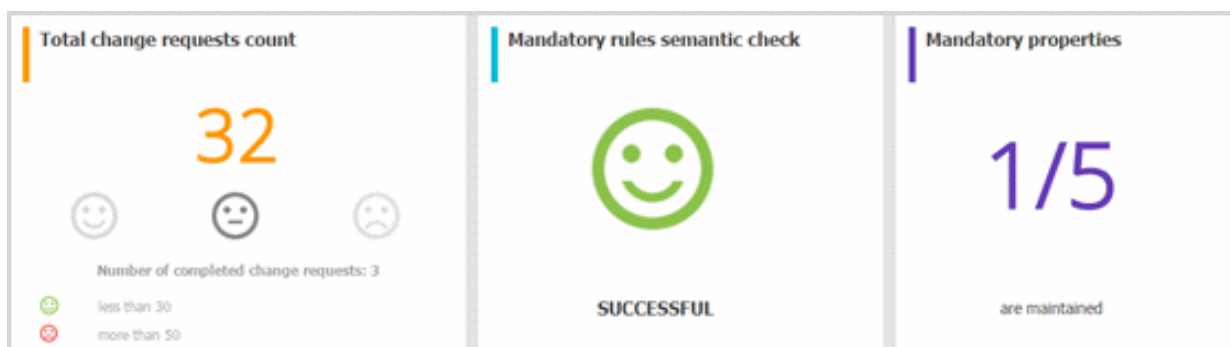 Total change requests count
32
Number of completed change requests: 3
less than 30
more than 50
Mandatory rules semantic check
SUCCESSFUL
Mandatory properties
1/5
are maintained